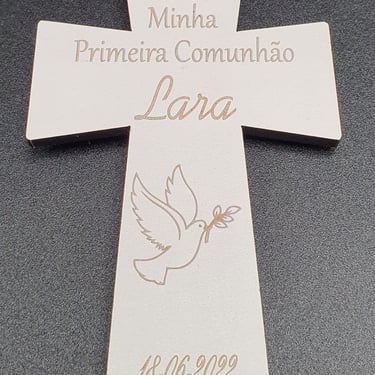 Minha
Primeira Comunhão
Lara
18-06-2022